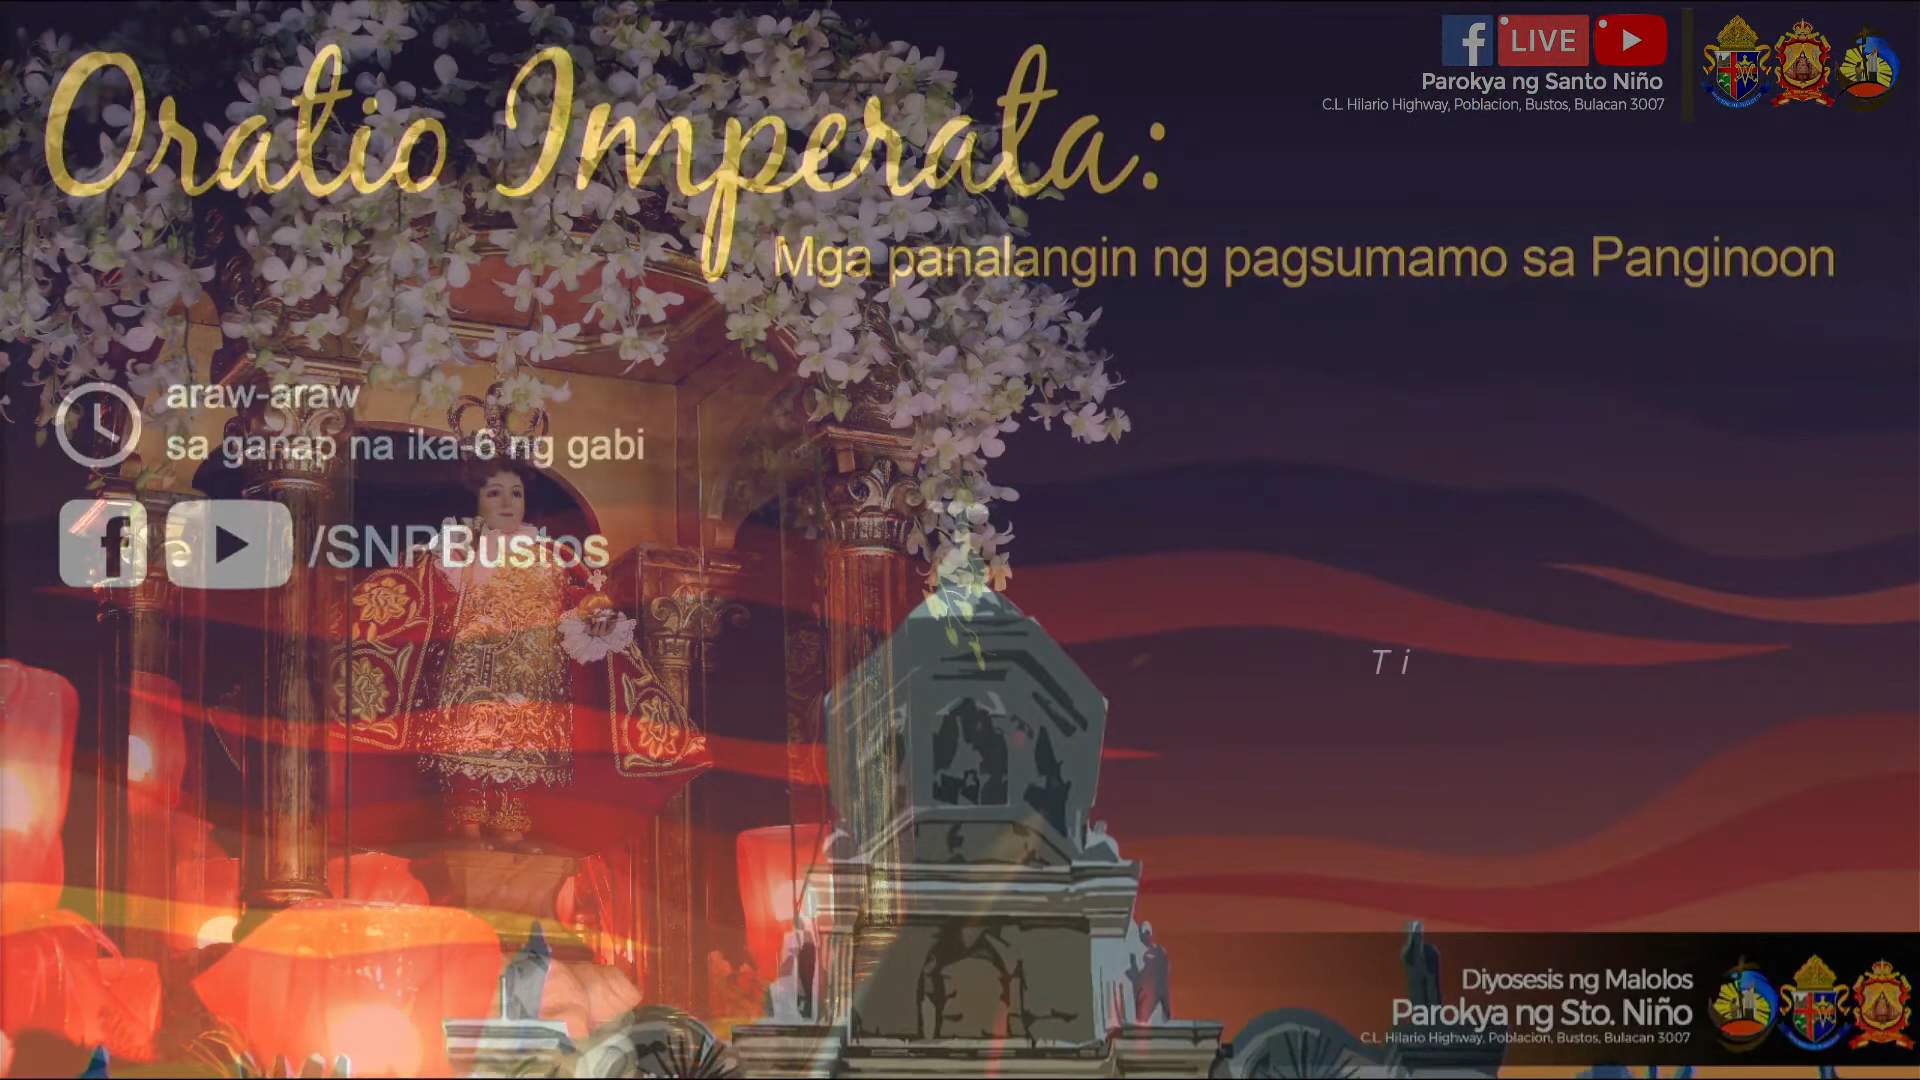 Oratio Imperata:
Mga panalangin ng pagsumamo sa Panginoon
LIVE
Parokya ng Santo Niño
C.L. Hilario Highway, Poblacion, Bustos, Bulacan 3007
araw-araw
sa ganap na ika-6 ng gabi
/SNPBustos
Ti
Diyosesis ng Malolos
Parokya ng Sto. Niño
C.L. Hilario Highway, Poblacion, Bustos, Bulacan 3007